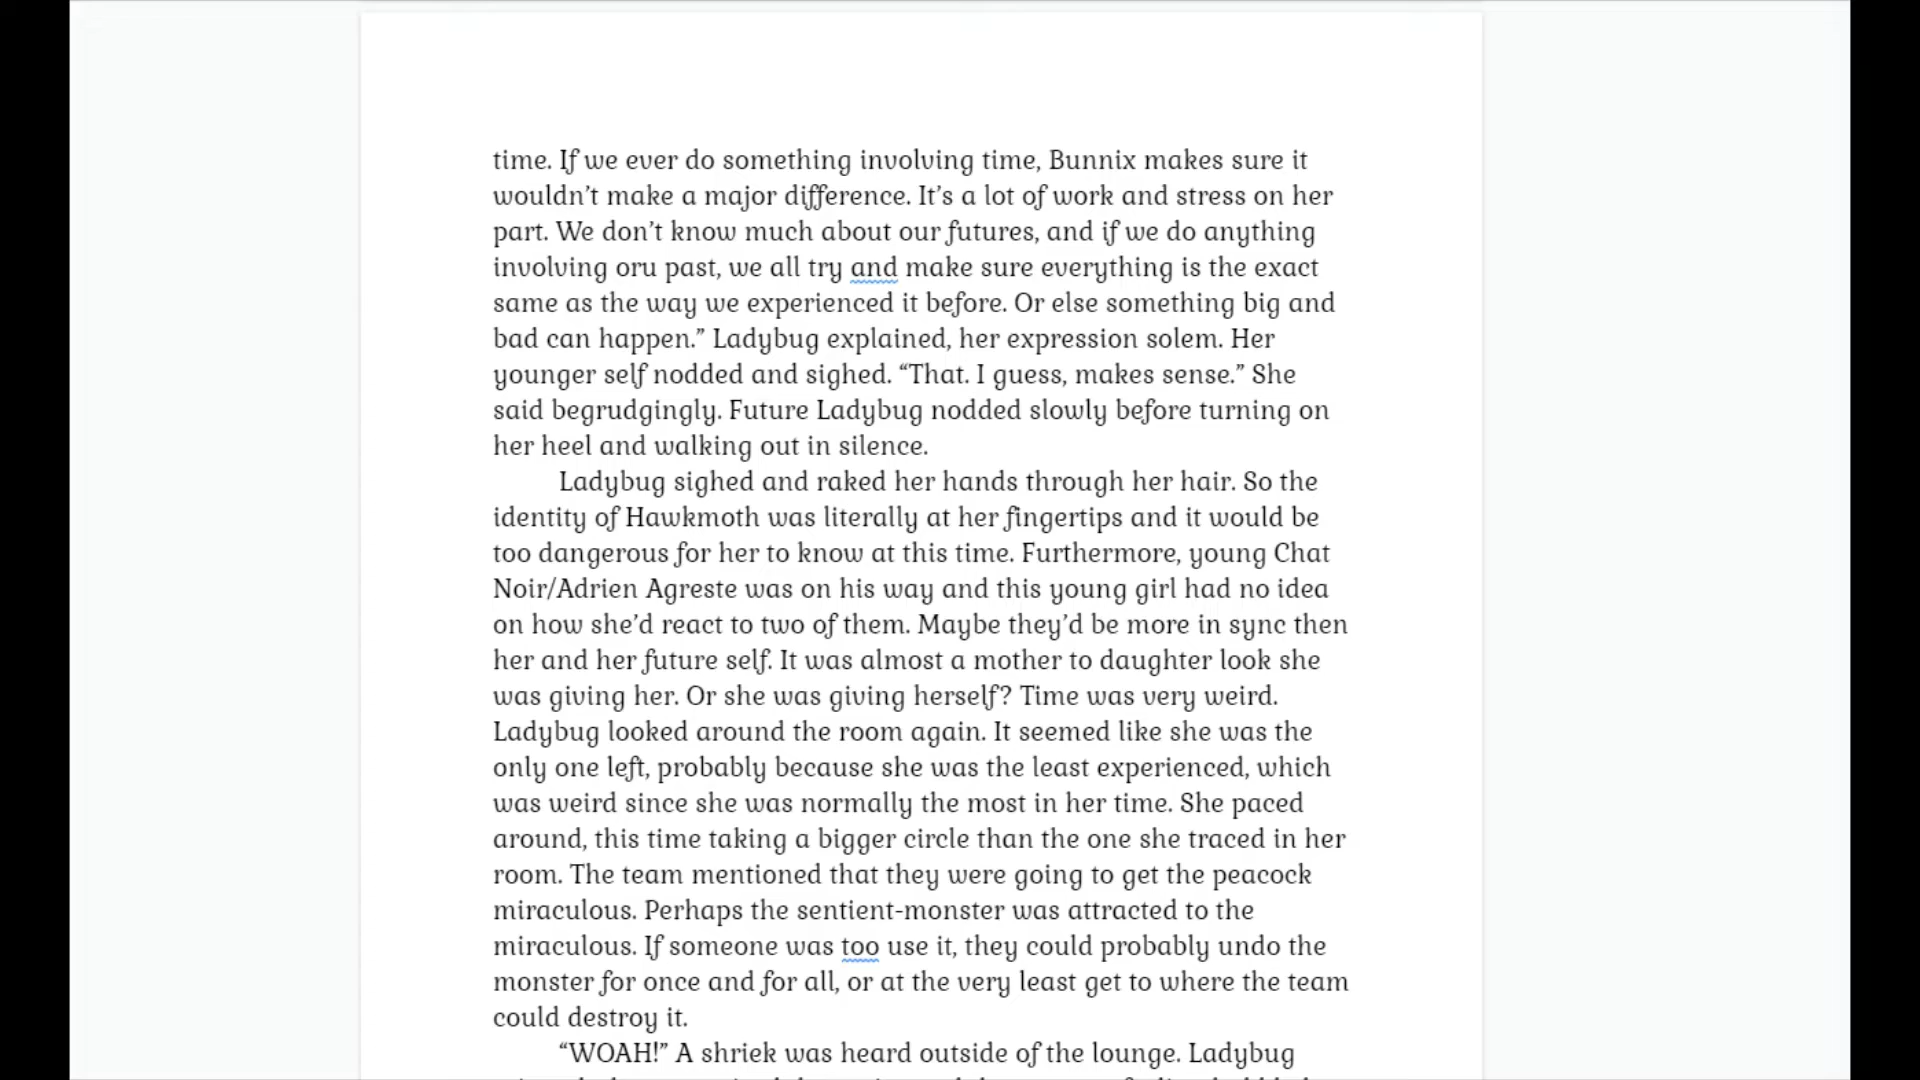 time. If we ever do something involving time, Bunnix makes sure it
wouldn’t make a major difference. It’s a lot of work and stress on her
part. We don’t know much about our futures, and if we do anything
involving oru past, we all try and make sure everything is the exact
same as the way we experienced it before. Or else something big and
bad can happen.” Ladybug explained, her expression solem. Her
younger self nodded and sighed. “That. I guess, makes sense.” She
said begrudgingly. Future Ladybug nodded slowly before turning on
her heel and walking out in silence.
Ladybug sighed and raked her hands through her hair. So the
identity of Hawkmoth was literally at her fingertips and it would be
too dangerous for her to know at this time. Furthermore, young Chat
Noir/Adrien Agreste was on his way and this young girl had no idea
on how she’d react to two of them. Maybe they’d be more in sync then
her and her future self. It was almost a mother to daughter look she
was giving her. Or she was giving herself? Time was very weird.
Ladybug looked around the room again. It seemed like she was the
only one left, probably because she was the least experienced, which
was weird since she was normally the most in her time. She paced
around, this time taking a bigger circle than the one she traced in her
room. The team mentioned that they were going to get the peacock
miraculous. Perhaps the sentient-monster was attracted to the
miraculous. If someone was too use it, they could probably undo the
monster for once and for all, or at the very least get to where the team
could destroy it.
“WOAH!” A shriek was heard outside of the lounge. Ladybug